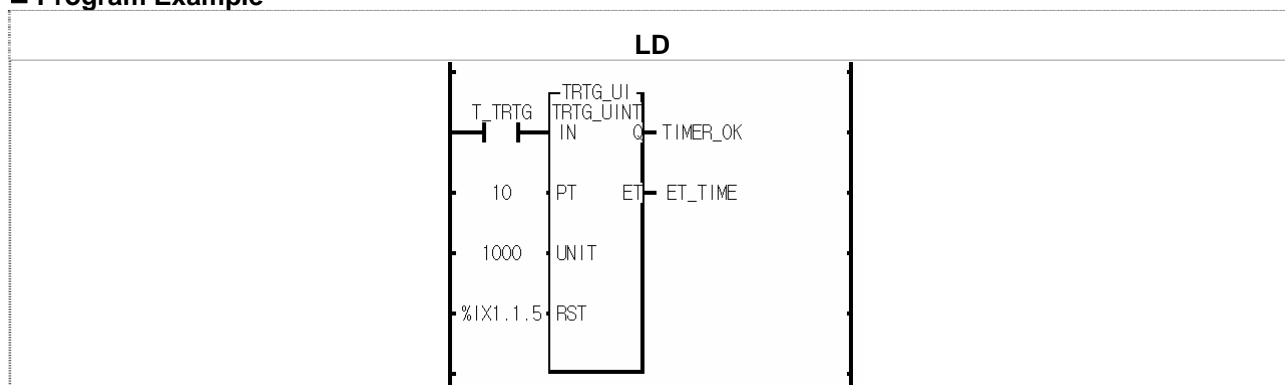 ■ Program Example
LD
TRTG_UI
T_TRTG TRTG_UINT
IN Q TIMER_OK
10 PT ET ET_TIME
1000 UNIT
%IX1.1.5 RST